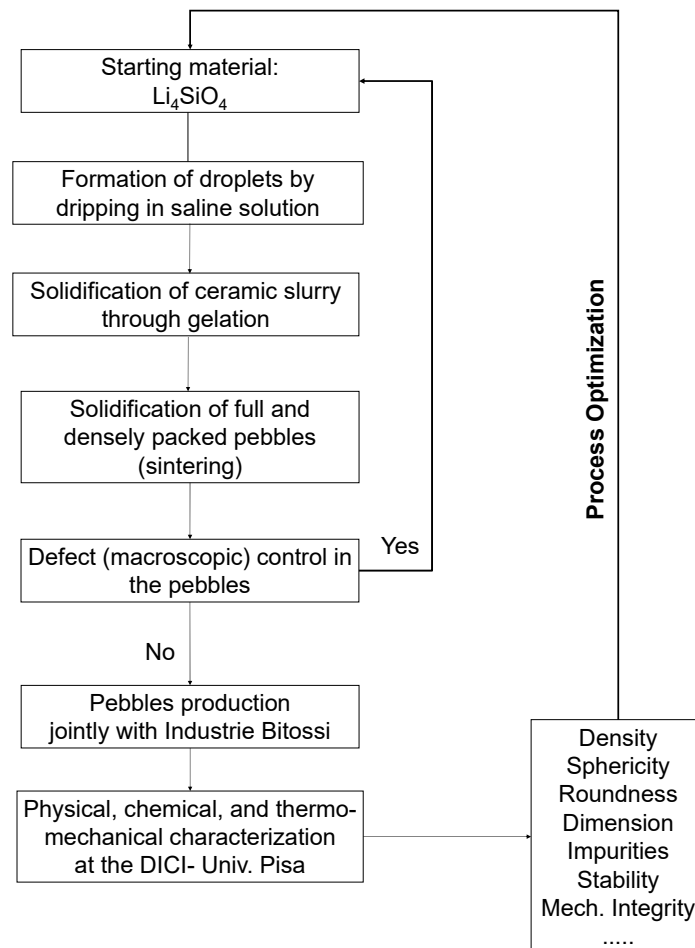 Starting material:
Li₄SiO₄
Formation of droplets by
dripping in saline solution
Solidification of ceramic slurry
through gelation
Solidification of full and
densely packed pebbles
(sintering)
Defect (macroscopic) control in
the pebbles
Yes
No
Pebbles production
jointly with Industrie Bitossi
Physical, chemical, and thermo-
mechanical characterization
at the DICI- Univ. Pisa
Process Optimization
Density
Sphericity
Roundness
Dimension
Impurities
Stability
Mech. Integrity
.....